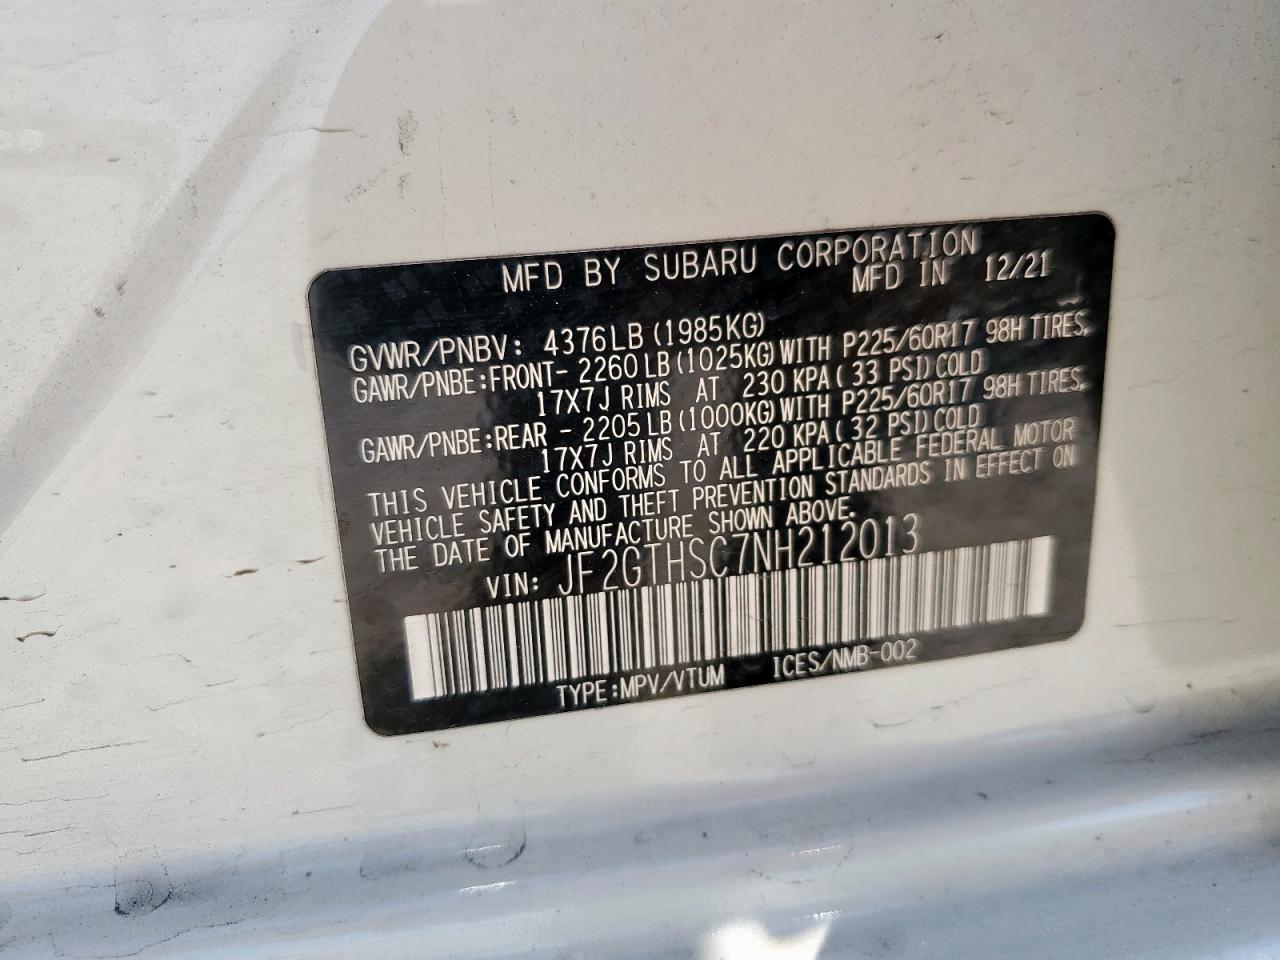 MFD BY SUBARU CORPORATION
MFD IN 12/21
GVWR/PNBV: 4376LB (1985KG)
GAWR/PNBE:FRONT- 2260LB (1025KG) WITH P225/60R17 98H TIRES,
17X7J RIMS AT 230 KPA( 33 PSI) COLD
GAWR/PNBE:REAR - 2205LB (1000KG) WITH P225/60R17 98H TIRES,
17X7J RIMS AT 220 KPA( 32 PSI) COLD
THIS VEHICLE CONFORMS TO ALL APPLICABLE FEDERAL MOTOR
VEHICLE SAFETY AND THEFT PREVENTION STANDARDS IN EFFECT ON
THE DATE OF MANUFACTURE SHOWN ABOVE.
VIN: JF2GTHSC7NH212013
TYPE:MPV/VTUM ICES/NMB-002